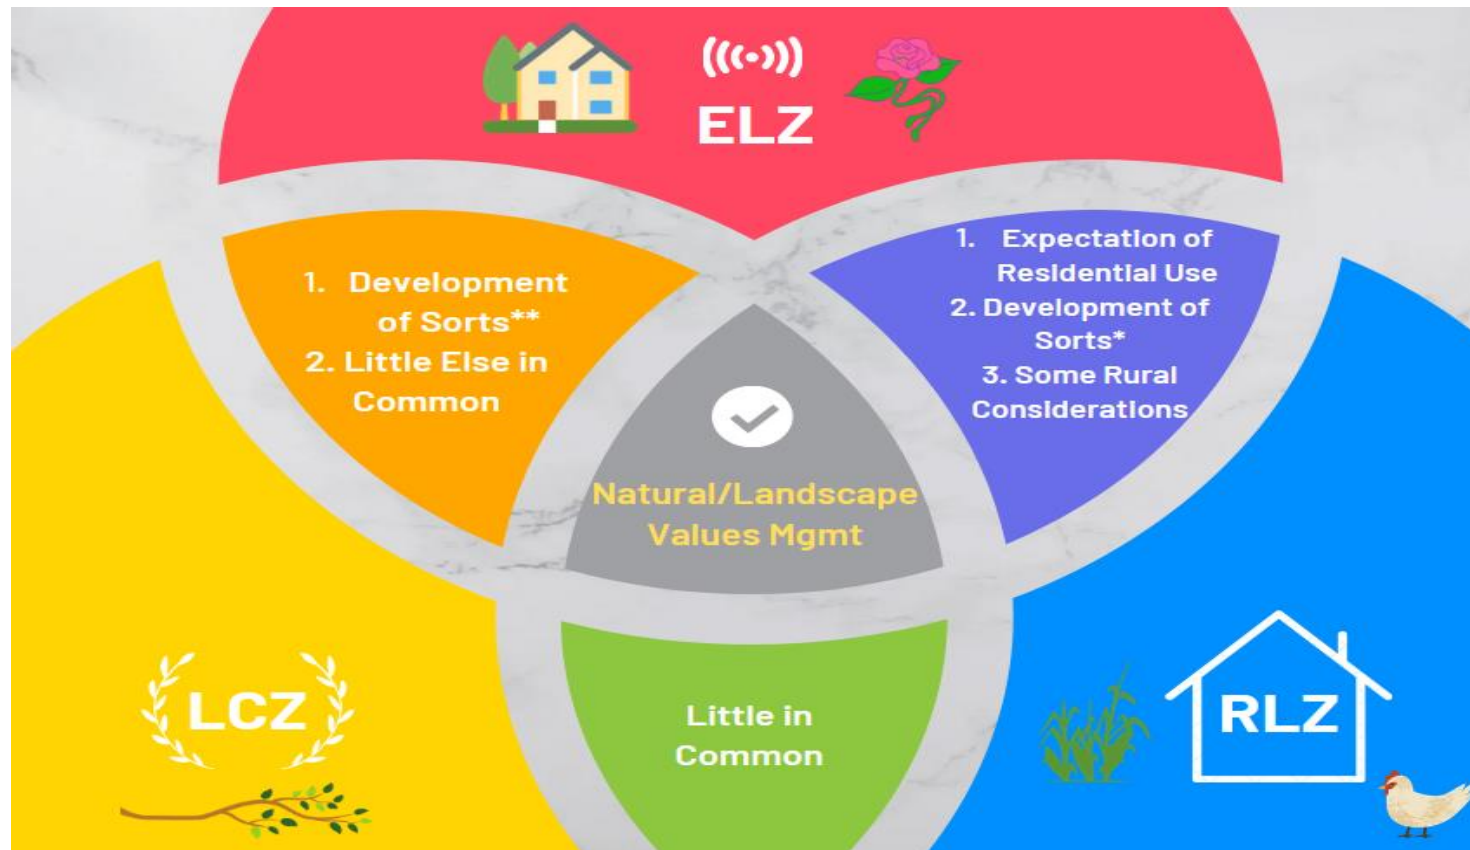 ELZ
1. Development
of Sorts**
2. Little Else in
Common
1. Expectation of
Residential Use
2. Development of
Sorts*
3. Some Rural
Considerations
Natural/Landscape
Values Mgmt
LCZ
Little in
Common
RLZ